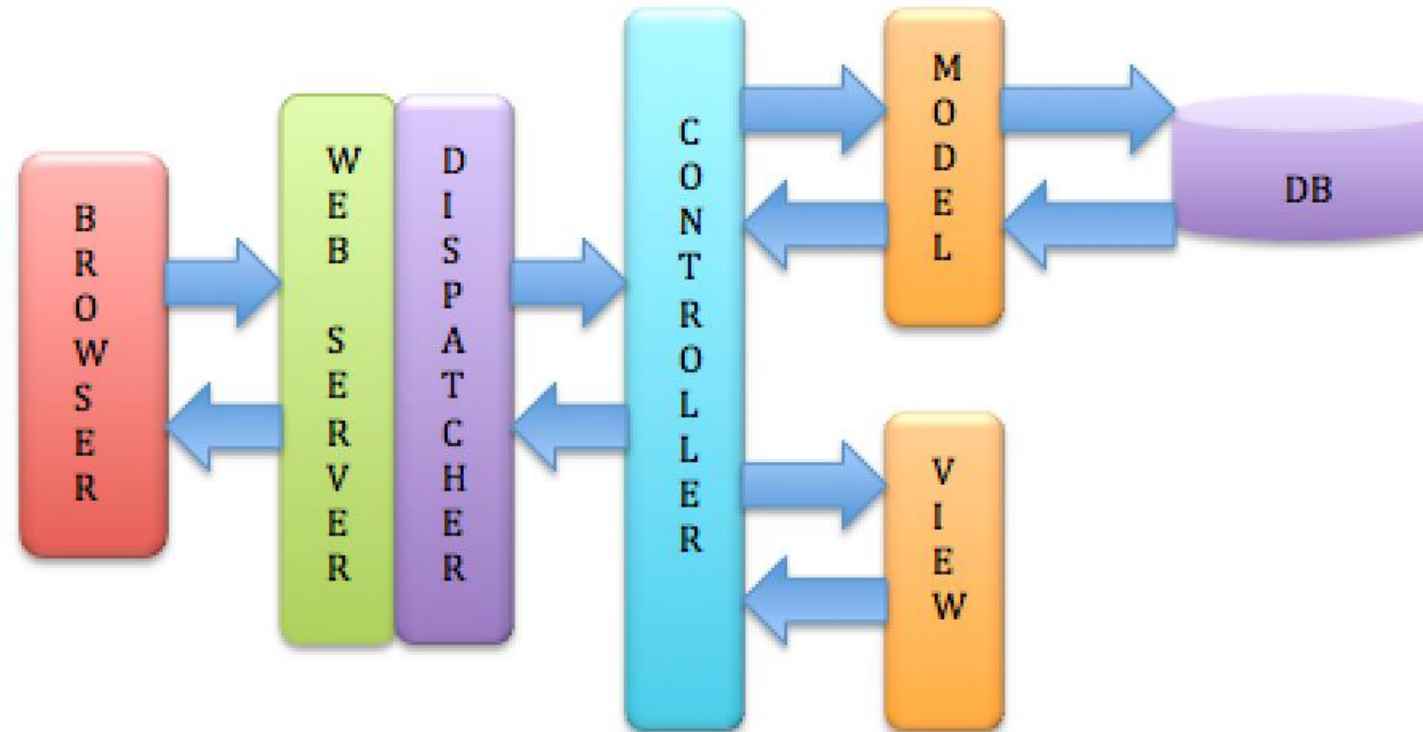 BROWSER
WEB SERVER
DISPATCHER
CONTROLLER
MODEL
DB
VIEW